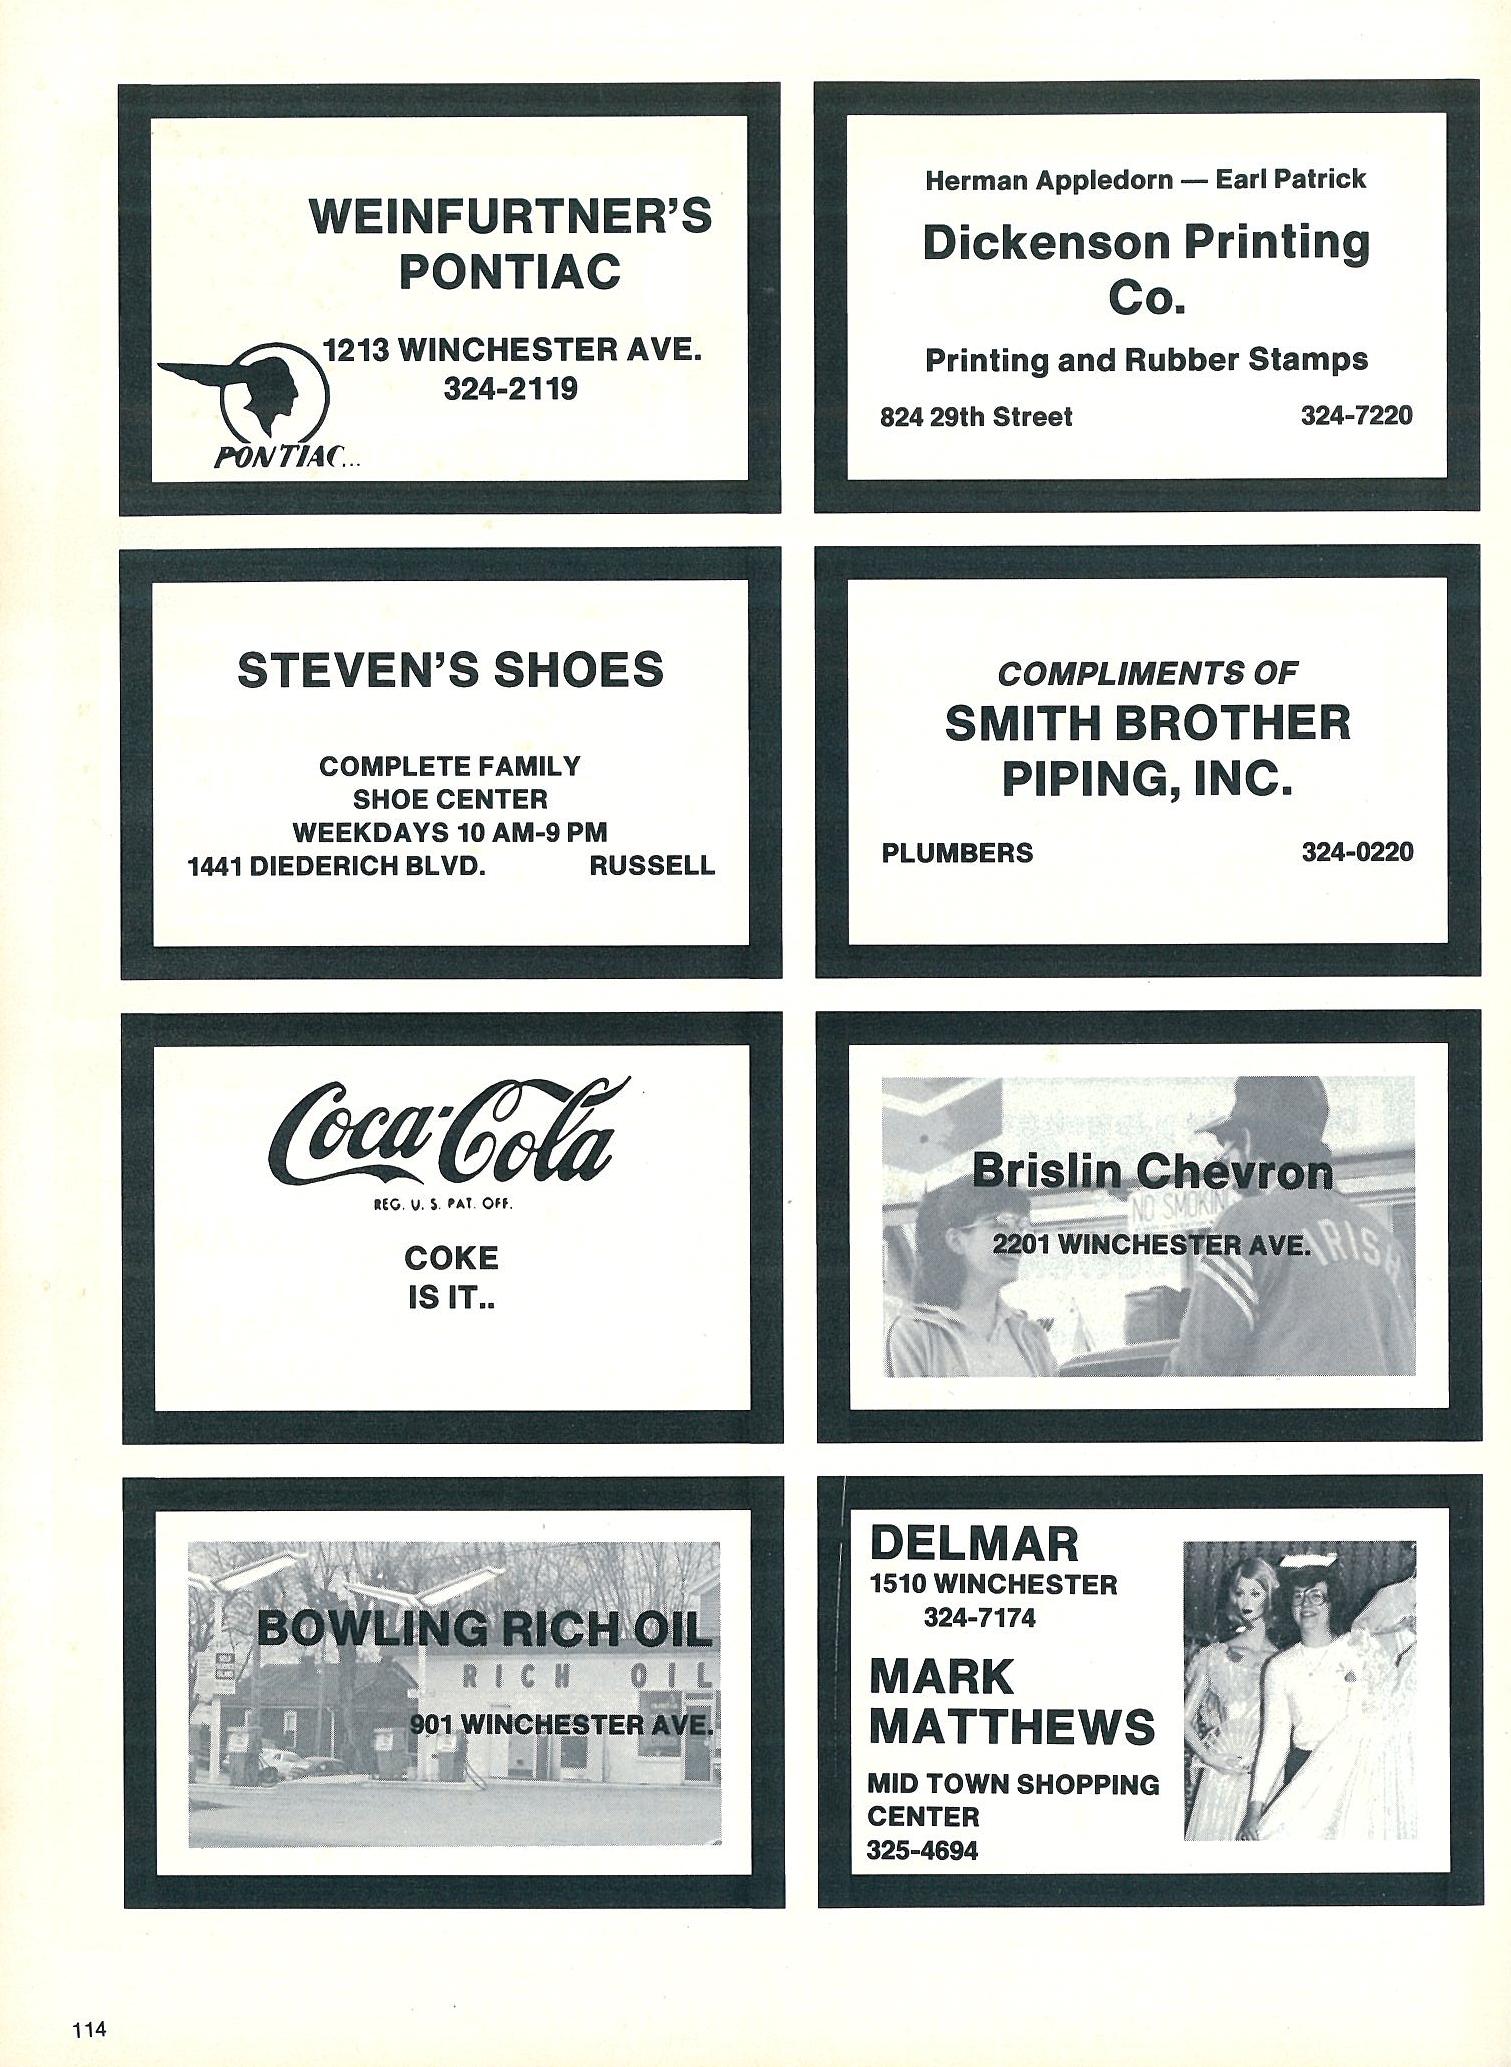 WEINFURTNER'S
PONTIAC
1213 WINCHESTER AVE.
324-2119
PONTIAC...
Herman Appledorn — Earl Patrick
Dickenson Printing
Co.
Printing and Rubber Stamps
824 29th Street 324-7220
STEVEN'S SHOES
COMPLETE FAMILY
SHOE CENTER
WEEKDAYS 10 AM-9 PM
1441 DIEDERICH BLVD. RUSSELL
COMPLIMENTS OF
SMITH BROTHER
PIPING, INC.
PLUMBERS 324-0220
Coca-Cola
REG. U. S. PAT. OFF.
COKE
IS IT..
Brislin Chevron
NO SMOKIN
2201 WINCHESTER AVE.
IRISH
BOWLING RICH OIL
RICH OIL
901 WINCHESTER AVE.
DELMAR
1510 WINCHESTER
324-7174
MARK
MATTHEWS
MID TOWN SHOPPING
CENTER
325-4694
114